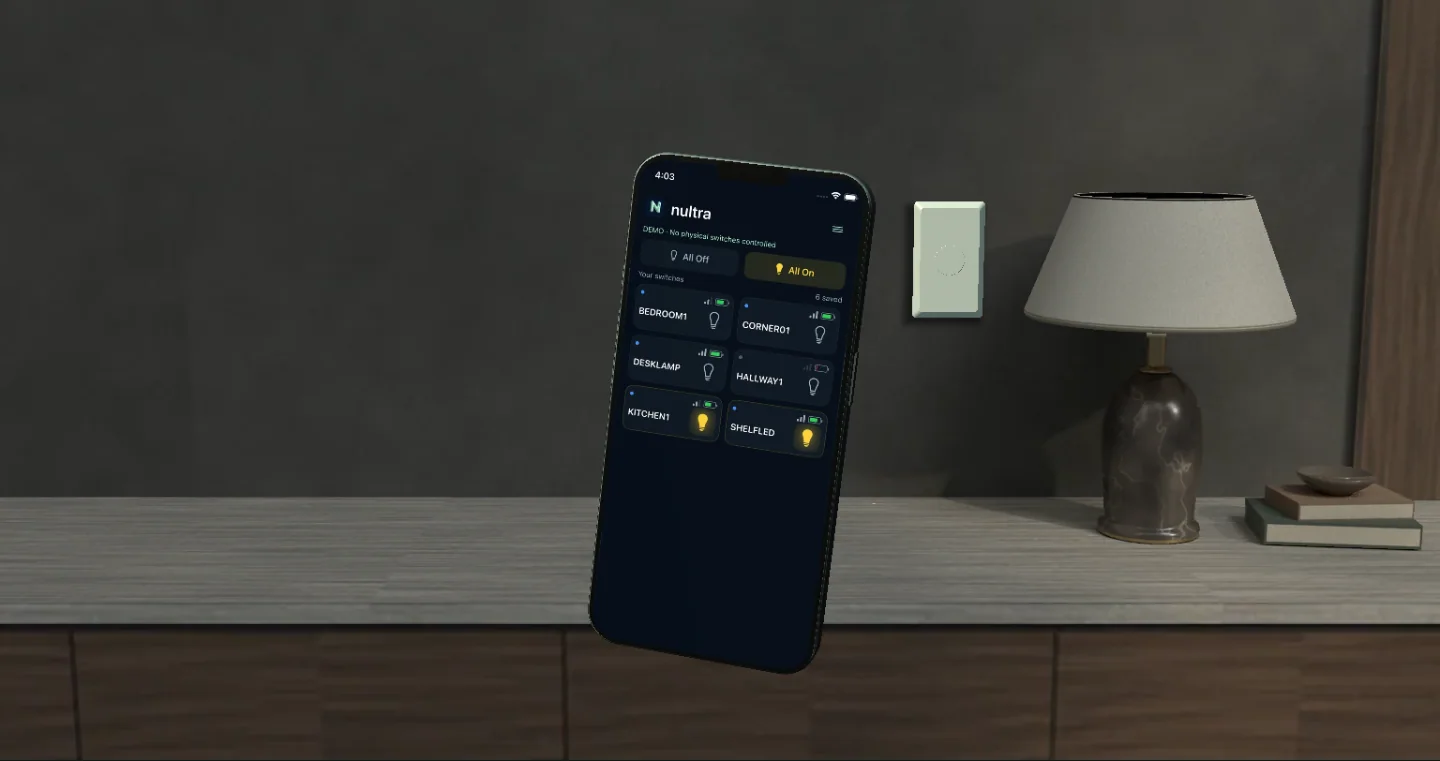 4:03
nultra
DEMO - No physical switches controlled
All Off
All On
Your switches
6 saved
BEDROOM1
CORNER01
DESKLAMP
HALLWAY1
KITCHEN1
SHELFLED